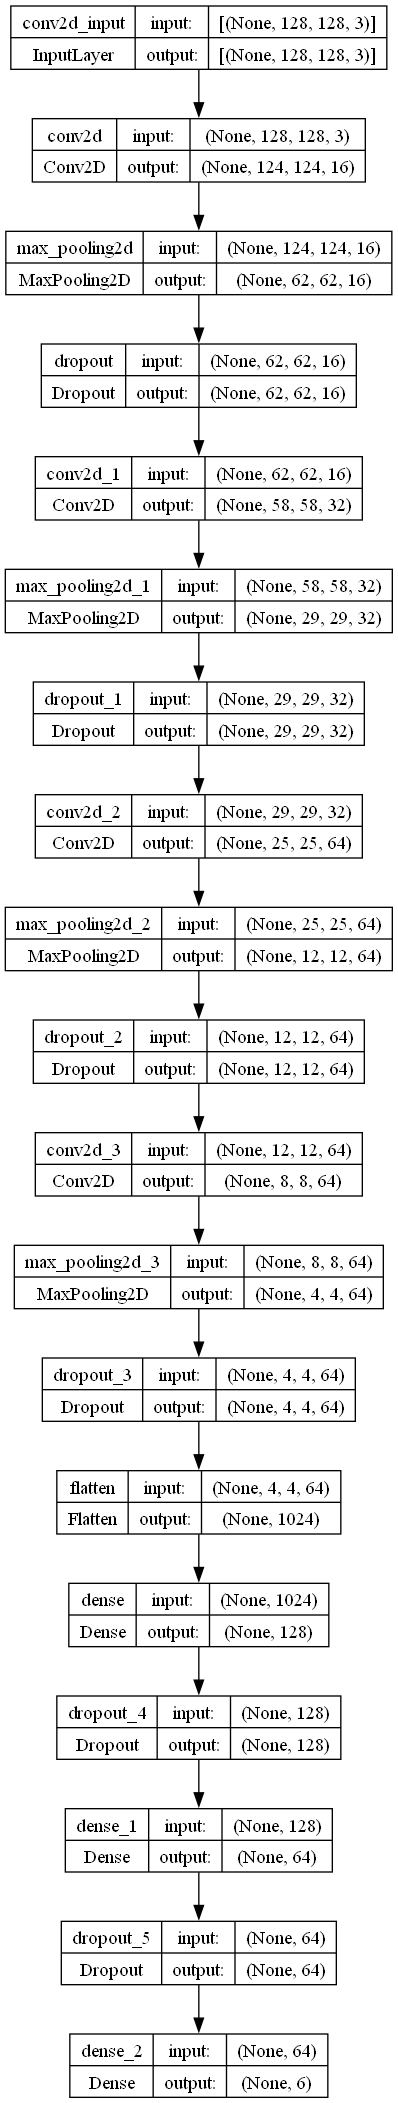 conv2d_input input: [(None, 128, 128, 3)]
InputLayer output: [(None, 128, 128, 3)]
conv2d input: (None, 128, 128, 3)
Conv2D output: (None, 124, 124, 16)
max_pooling2d input: (None, 124, 124, 16)
MaxPooling2D output: (None, 62, 62, 16)
dropout input: (None, 62, 62, 16)
Dropout output: (None, 62, 62, 16)
conv2d_1 input: (None, 62, 62, 16)
Conv2D output: (None, 58, 58, 32)
max_pooling2d_1 input: (None, 58, 58, 32)
MaxPooling2D output: (None, 29, 29, 32)
dropout_1 input: (None, 29, 29, 32)
Dropout output: (None, 29, 29, 32)
conv2d_2 input: (None, 29, 29, 32)
Conv2D output: (None, 25, 25, 64)
max_pooling2d_2 input: (None, 25, 25, 64)
MaxPooling2D output: (None, 12, 12, 64)
dropout_2 input: (None, 12, 12, 64)
Dropout output: (None, 12, 12, 64)
conv2d_3 input: (None, 12, 12, 64)
Conv2D output: (None, 8, 8, 64)
max_pooling2d_3 input: (None, 8, 8, 64)
MaxPooling2D output: (None, 4, 4, 64)
dropout_3 input: (None, 4, 4, 64)
Dropout output: (None, 4, 4, 64)
flatten input: (None, 4, 4, 64)
Flatten output: (None, 1024)
dense input: (None, 1024)
Dense output: (None, 128)
dropout_4 input: (None, 128)
Dropout output: (None, 128)
dense_1 input: (None, 128)
Dense output: (None, 64)
dropout_5 input: (None, 64)
Dropout output: (None, 64)
dense_2 input: (None, 64)
Dense output: (None, 6)